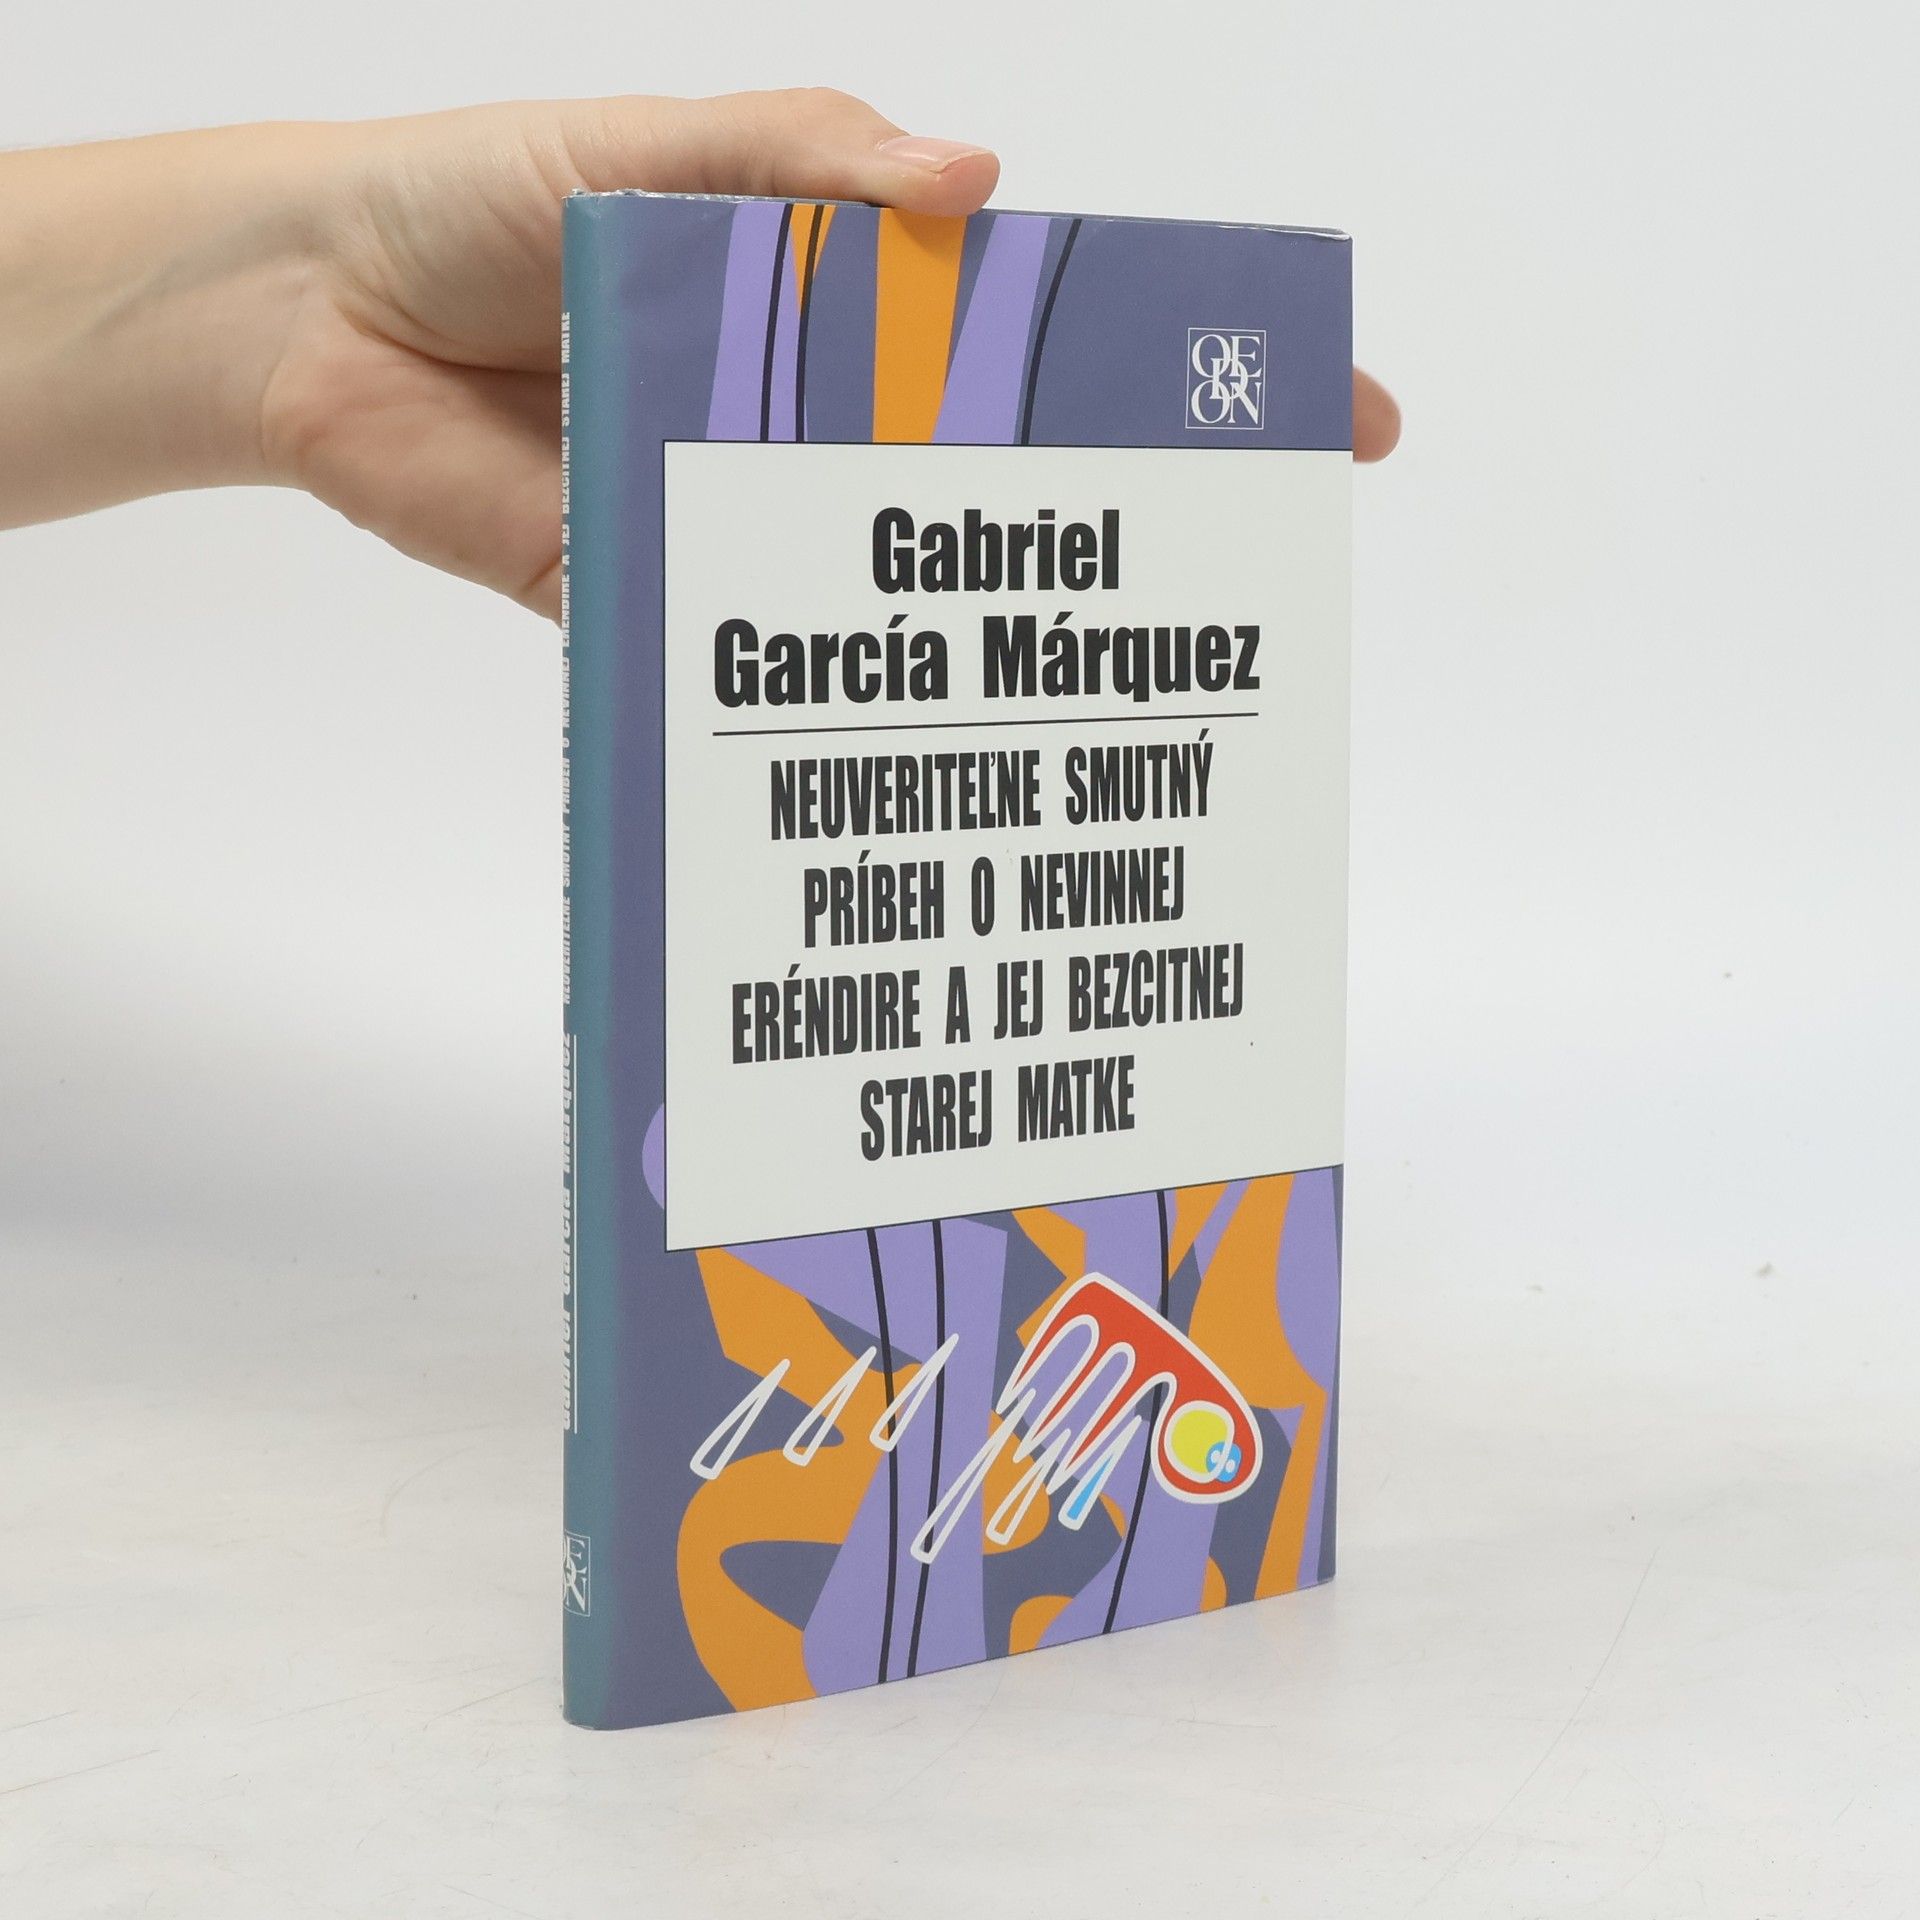 ODEON
Gabriel
García Márquez
NEUVERITEĽNE SMUTNÝ
PRÍBEH O NEVINNEJ
ERÉNDIRE A JEJ BEZCITNEJ
STAREJ MATKE
Gabriel García Márquez NEUVERITEĽNE SMUTNÝ PRÍBEH O NEVINNEJ ERÉNDIRE A JEJ BEZCITNEJ STAREJ MATKE